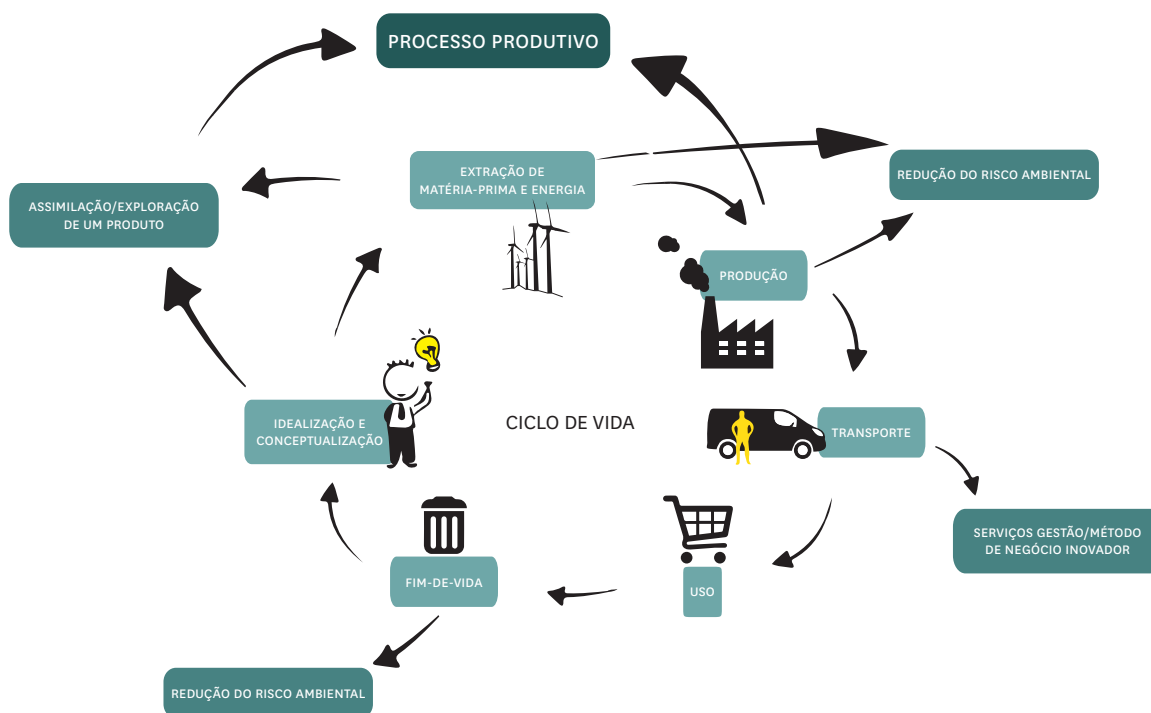 PROCESSO PRODUTIVO
EXTRAÇÃO DE
MATÉRIA-PRIMA E ENERGIA
REDUÇÃO DO RISCO AMBIENTAL
ASSIMILAÇÃO/EXPLORAÇÃO
DE UM PRODUTO
PRODUÇÃO
IDEALIZAÇÃO E
CONCEPTUALIZAÇÃO
CICLO DE VIDA
TRANSPORTE
SERVIÇOS GESTÃO/MÉTODO
DE NEGÓCIO INOVADOR
FIM-DE-VIDA
USO
REDUÇÃO DO RISCO AMBIENTAL